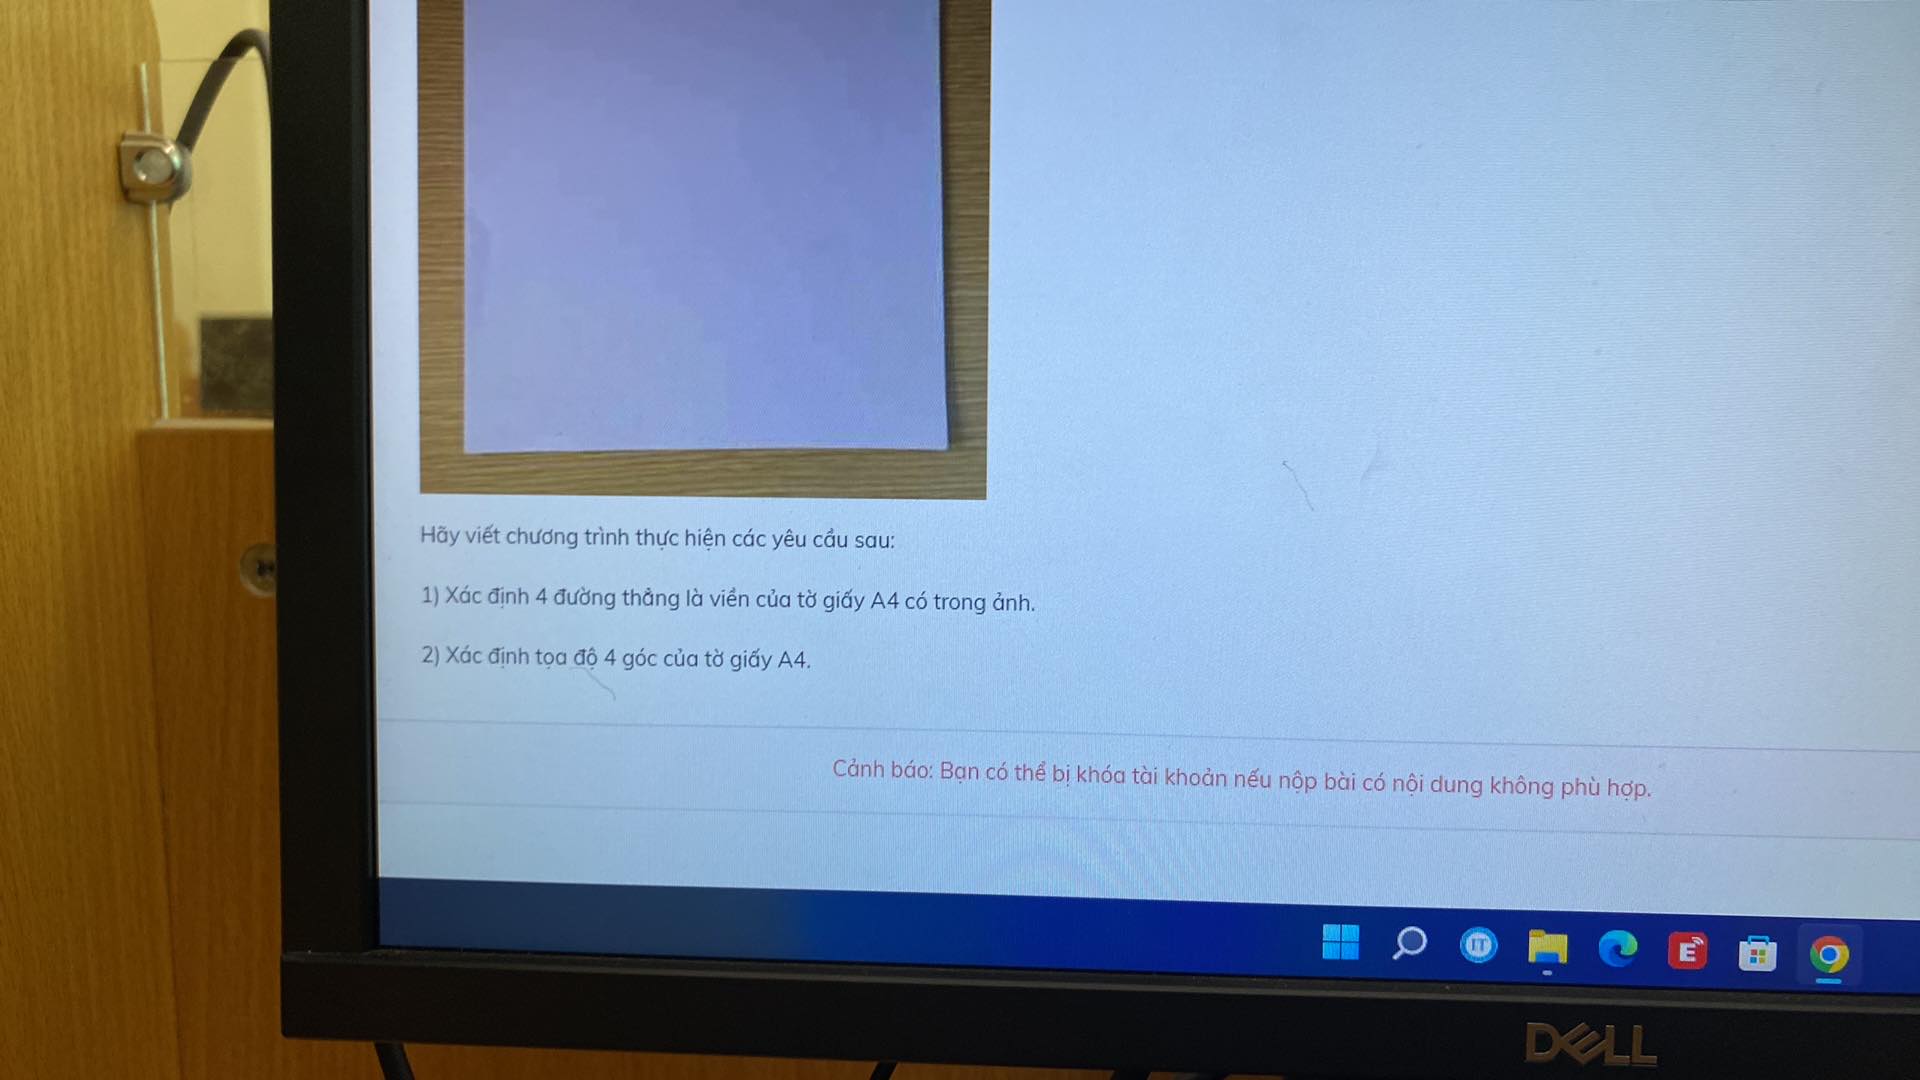 Hãy viết chương trình thực hiện các yêu cầu sau:
1) Xác định 4 đường thẳng là viền của tờ giấy A4 có trong ảnh.
2) Xác định tọa độ 4 góc của tờ giấy A4.
Cảnh báo: Bạn có thể bị khóa tài khoản nếu nộp bài có nội dung không phù hợp.
IT
E
DELL